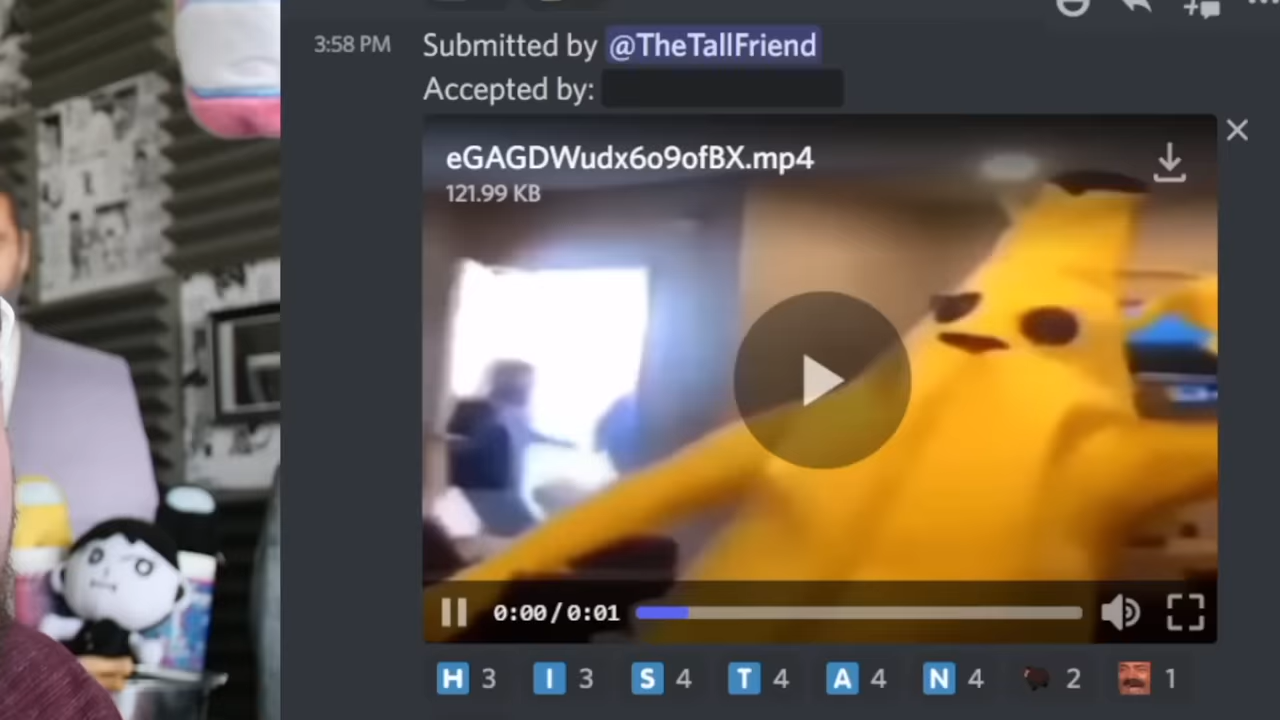 3:58 PM
Submitted by @TheTallFriend
Accepted by:
eGAGDWudx6o9ofBX.mp4
121.99 KB
0:00/0:01
H 3 I 3 S 4 T 4 A 4 N 4 2 1